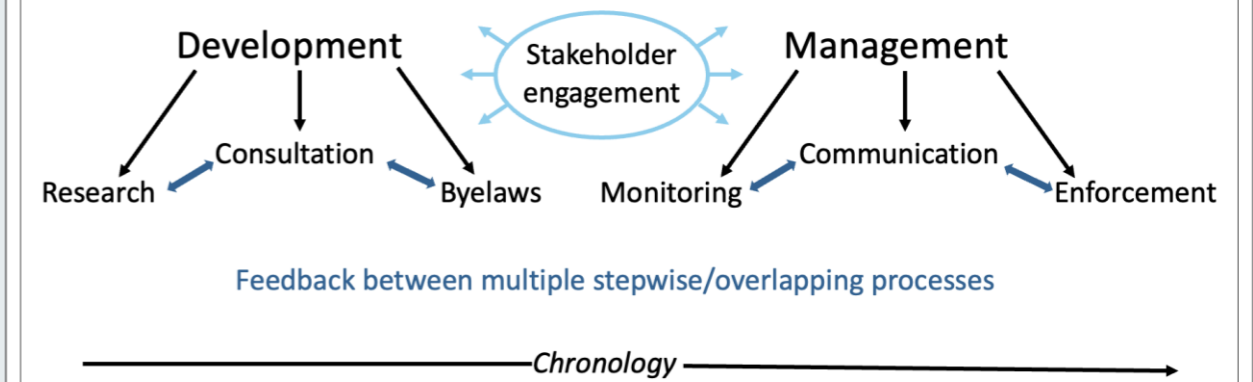 Development
Stakeholder
engagement
Management
Consultation
Communication
Research
Byelaws
Monitoring
Enforcement
Feedback between multiple stepwise/overlapping processes
Chronology